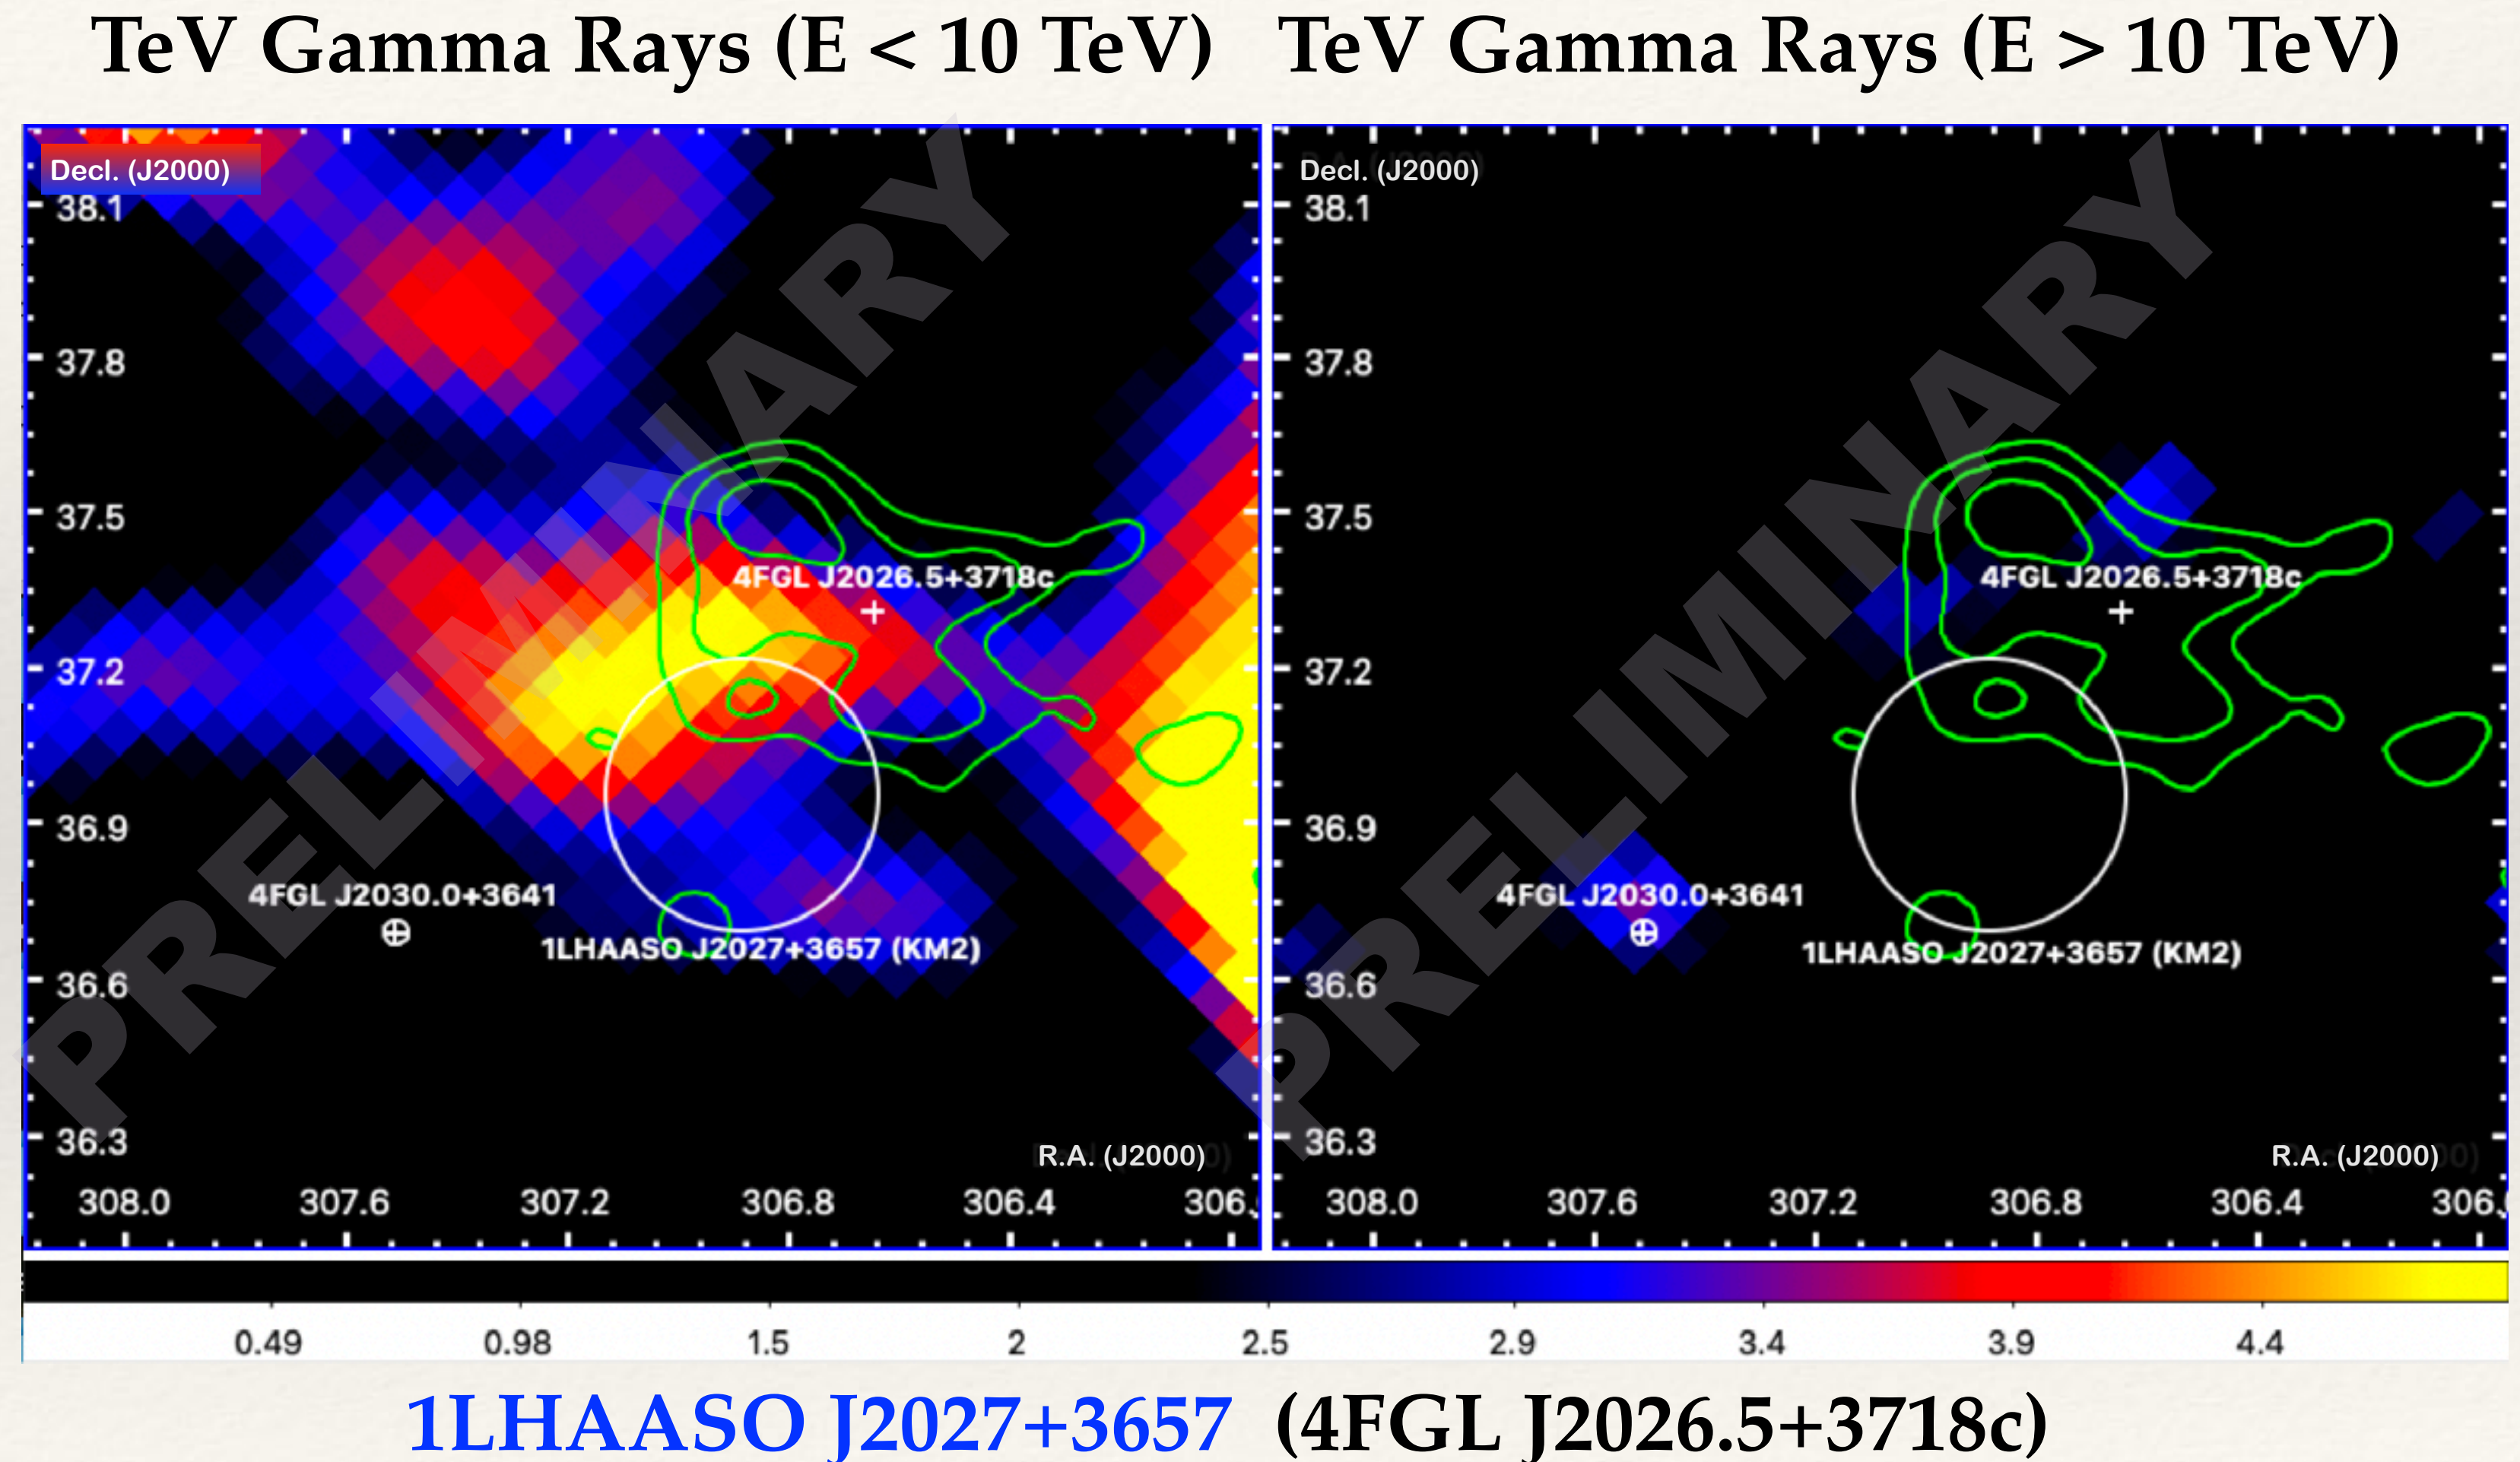 TeV Gamma Rays (E < 10 TeV)
TeV Gamma Rays (E > 10 TeV)
Decl. (J2000)
38.1
37.8
37.5
37.2
36.9
36.6
36.3
4FGL J2026.5+3718c
4FGL J2030.0+3641
1LHAASO J2027+3657 (KM2)
R.A. (J2000)
308.0 307.6 307.2 306.8 306.4 306.
PRELIMINARY
Decl. (J2000)
38.1
37.8
37.5
37.2
36.9
36.6
36.3
4FGL J2026.5+3718c
4FGL J2030.0+3641
1LHAASO J2027+3657 (KM2)
R.A. (J2000)
308.0 307.6 307.2 306.8 306.4 306.
PRELIMINARY
0.49 0.98 1.5 2 2.5 2.9 3.4 3.9 4.4
1LHAASO J2027+3657 (4FGL J2026.5+3718c)